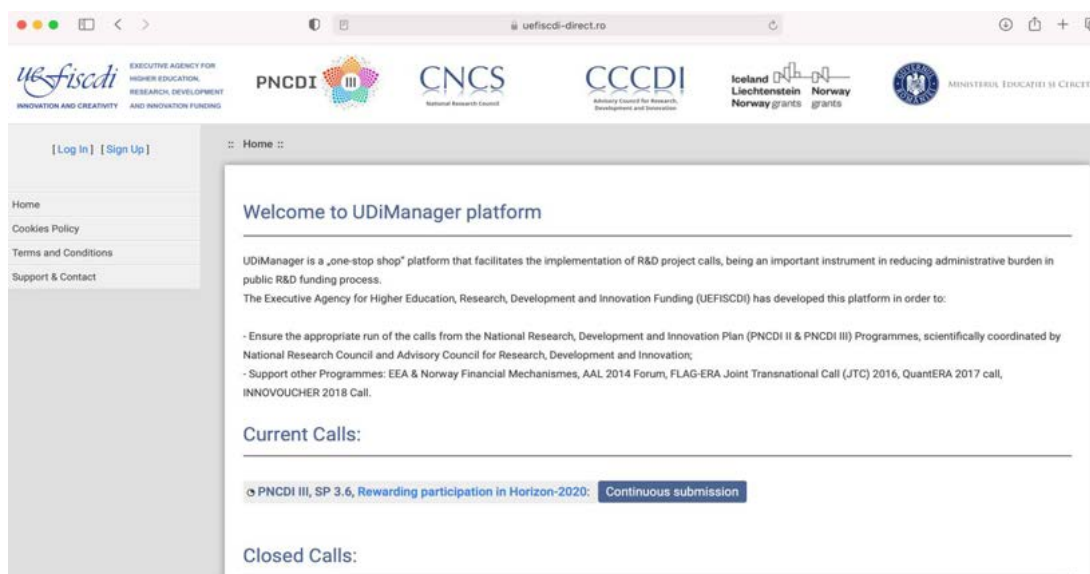 uefiscdi-direct.ro
uefiscdi
EXECUTIVE AGENCY FOR
HIGHER EDUCATION,
RESEARCH, DEVELOPMENT
AND INNOVATION FUNDING
INNOVATION AND CREATIVITY
PNCDI III
CNCS
National Research Council
CCCDI
Advisory Council for Research,
Development and Innovation
Iceland
Liechtenstein Norway
Norway grants grants
MINISTERUL EDUCAȚIEI ȘI CERCET
[ Log In ] [ Sign Up ]
:: Home ::
Home
Cookies Policy
Terms and Conditions
Support & Contact
Welcome to UDiManager platform
UDiManager is a „one-stop shop" platform that facilitates the implementation of R&D project calls, being an important instrument in reducing administrative burden in
public R&D funding process.
The Executive Agency for Higher Education, Research, Development and Innovation Funding (UEFISCDI) has developed this platform in order to:
- Ensure the appropriate run of the calls from the National Research, Development and Innovation Plan (PNCDI II & PNCDI III) Programmes, scientifically coordinated by
National Research Council and Advisory Council for Research, Development and Innovation;
- Support other Programmes: EEA & Norway Financial Mechanismes, AAL 2014 Forum, FLAG-ERA Joint Transnational Call (JTC) 2016, QuantERA 2017 call,
INNOVOUCHER 2018 Call.
Current Calls:
PNCDI III, SP 3.6, Rewarding participation in Horizon-2020: Continuous submission
Closed Calls: